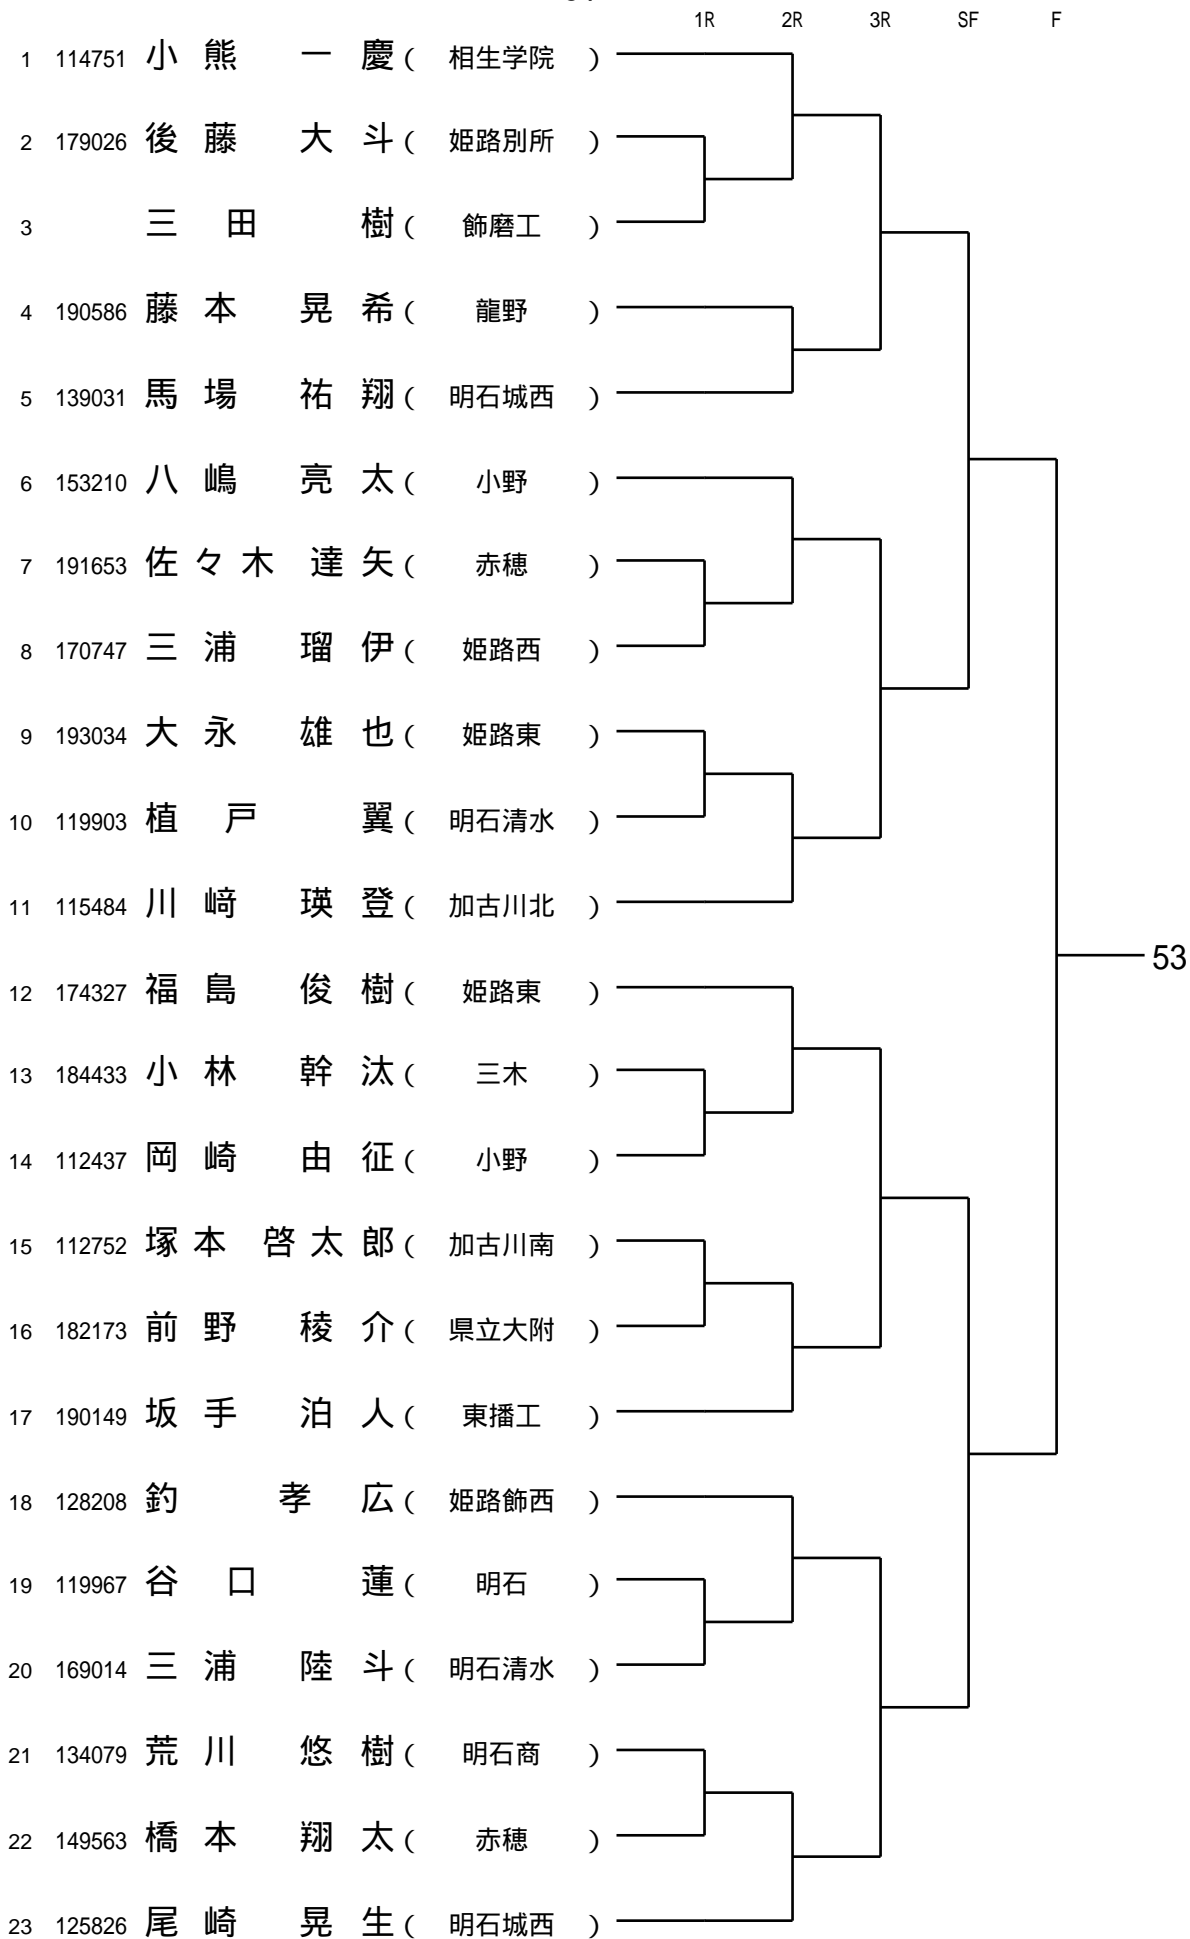 1R 2R 3R SF F
1 114751 小熊 一慶 ( 相生学院 )
2 179026 後藤 大斗 ( 姫路別所 )
3 三田 樹 ( 飾磨工 )
4 190586 藤本 晃希 ( 龍野 )
5 139031 馬場 祐翔 ( 明石城西 )
6 153210 八嶋 亮太 ( 小野 )
7 191653 佐々木 達矢 ( 赤穂 )
8 170747 三浦 瑠伊 ( 姫路西 )
9 193034 大永 雄也 ( 姫路東 )
10 119903 植戸 翼 ( 明石清水 )
11 115484 川﨑 瑛登 ( 加古川北 )
53
12 174327 福島 俊樹 ( 姫路東 )
13 184433 小林 幹汰 ( 三木 )
14 112437 岡崎 由征 ( 小野 )
15 112752 塚本 啓太郎 ( 加古川南 )
16 182173 前野 稜介 ( 県立大附 )
17 190149 坂手 泊人 ( 東播工 )
18 128208 釣 孝広 ( 姫路飾西 )
19 119967 谷口 蓮 ( 明石 )
20 169014 三浦 陸斗 ( 明石清水 )
21 134079 荒川 悠樹 ( 明石商 )
22 149563 橋本 翔太 ( 赤穂 )
23 125826 尾崎 晃生 ( 明石城西 )